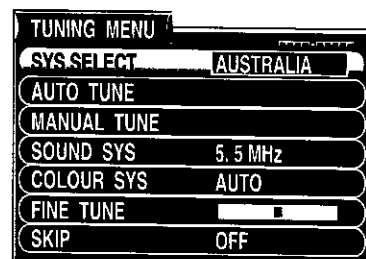 TUNING MENU
SYS.SELECT AUSTRALIA
AUTO TUNE
MANUAL TUNE
SOUND SYS 5.5 MHz
COLOUR SYS AUTO
FINE TUNE
SKIP OFF